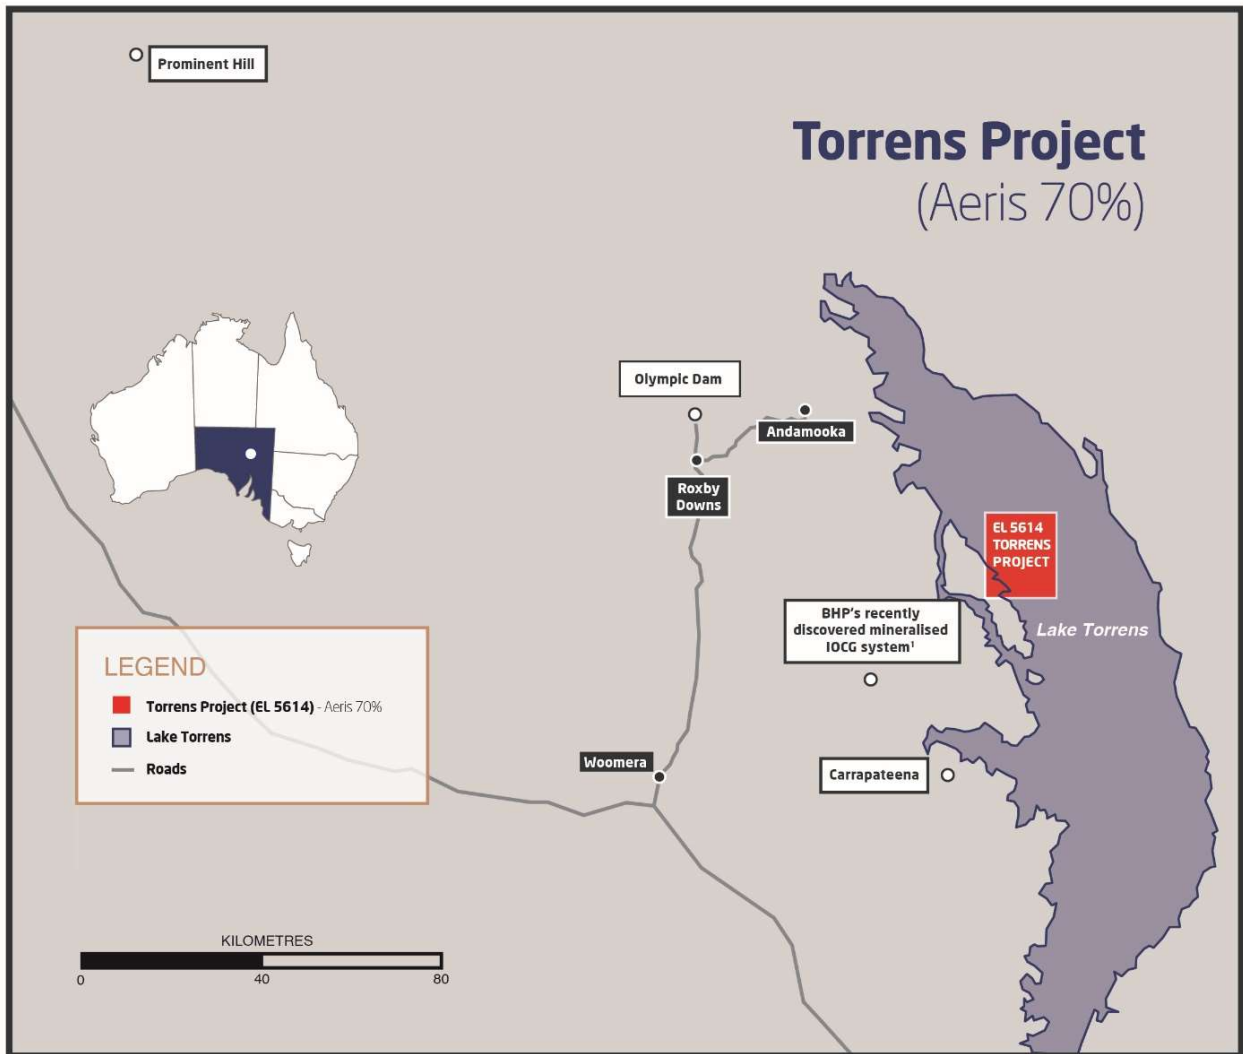 Prominent Hill
Torrens Project
(Aeris 70%)
Olympic Dam
Andamooka
Roxby
Downs
EL 5614
TORRENS
PROJECT
BHP's recently
discovered mineralised
IOCG system¹
Lake Torrens
LEGEND
Torrens Project (EL 5614) - Aeris 70%
Lake Torrens
Roads
Woomera
Carrapateena
KILOMETRES
0 40 80